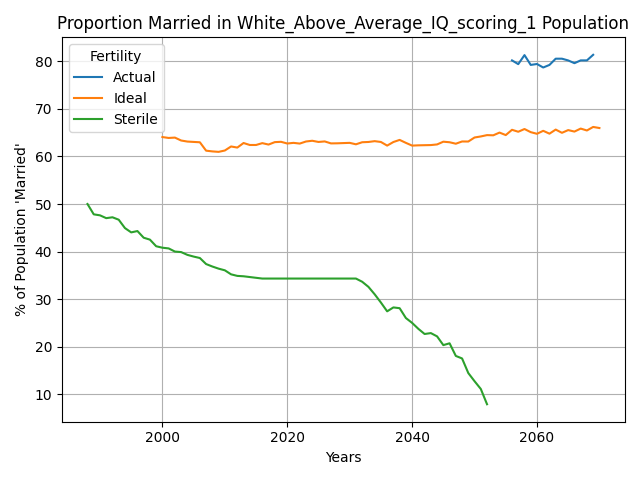 Proportion Married in White_Above_Average_IQ_scoring_1 Population
% of Population 'Married'
Fertility
Actual
Ideal
Sterile
80
70
60
50
40
30
20
10
2000 2020 2040 2060
Years